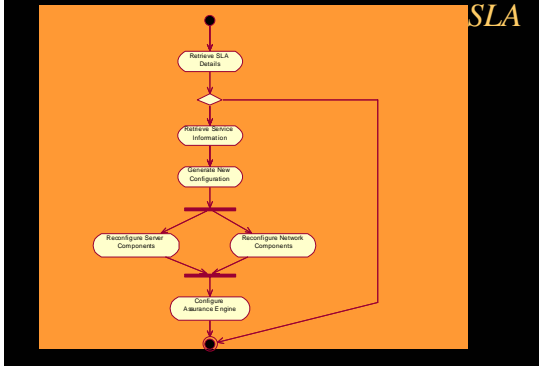 SLA
Retrieve SLA
Details
Retrieve Service
Information
Generate New
Configuration
Reconfigure Server
Components
Reconfigure Network
Components
Configure
Assurance Engine